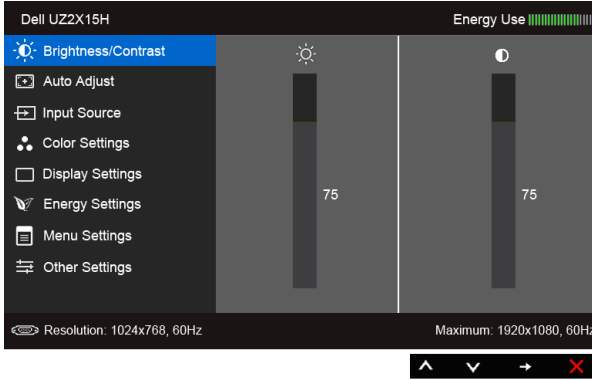 Dell UZ2X15H
Energy Use
Brightness/Contrast
Auto Adjust
Input Source
Color Settings
Display Settings
Energy Settings
Menu Settings
Other Settings
75
75
Resolution: 1024x768, 60Hz
Maximum: 1920x1080, 60Hz